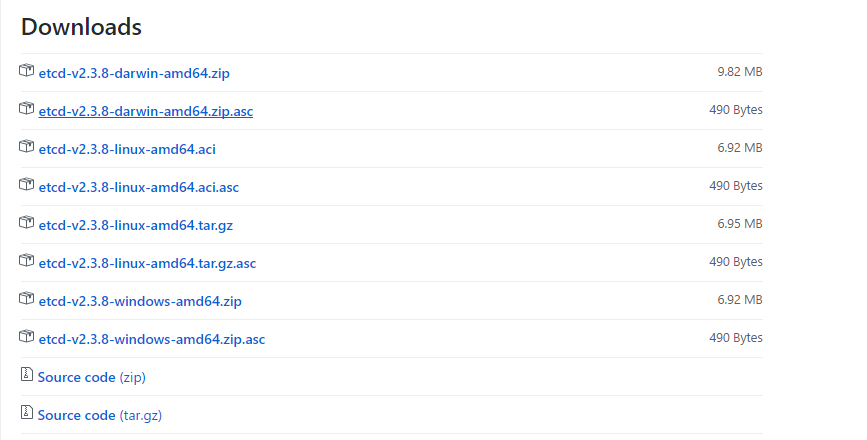 Downloads
etcd-v2.3.8-darwin-amd64.zip 9.82 MB
etcd-v2.3.8-darwin-amd64.zip.asc 490 Bytes
etcd-v2.3.8-linux-amd64.aci 6.92 MB
etcd-v2.3.8-linux-amd64.aci.asc 490 Bytes
etcd-v2.3.8-linux-amd64.tar.gz 6.95 MB
etcd-v2.3.8-linux-amd64.tar.gz.asc 490 Bytes
etcd-v2.3.8-windows-amd64.zip 6.92 MB
etcd-v2.3.8-windows-amd64.zip.asc 490 Bytes
Source code (zip)
Source code (tar.gz)